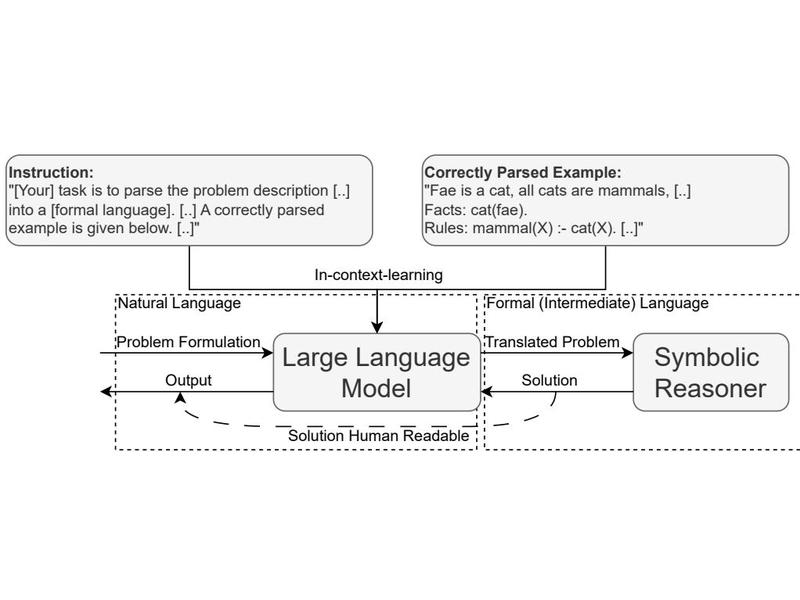 Instruction:
"[Your] task is to parse the problem description [..]
into a [formal language]. [..] A correctly parsed
example is given below. [..]"
Correctly Parsed Example:
"Fae is a cat, all cats are mammals, [..]
Facts: cat(fae).
Rules: mammal(X) :- cat(X). [..]"
In-context-learning
Natural Language
Formal (Intermediate) Language
Problem Formulation
Large Language
Model
Translated Problem
Symbolic
Reasoner
Output
Solution
Solution Human Readable